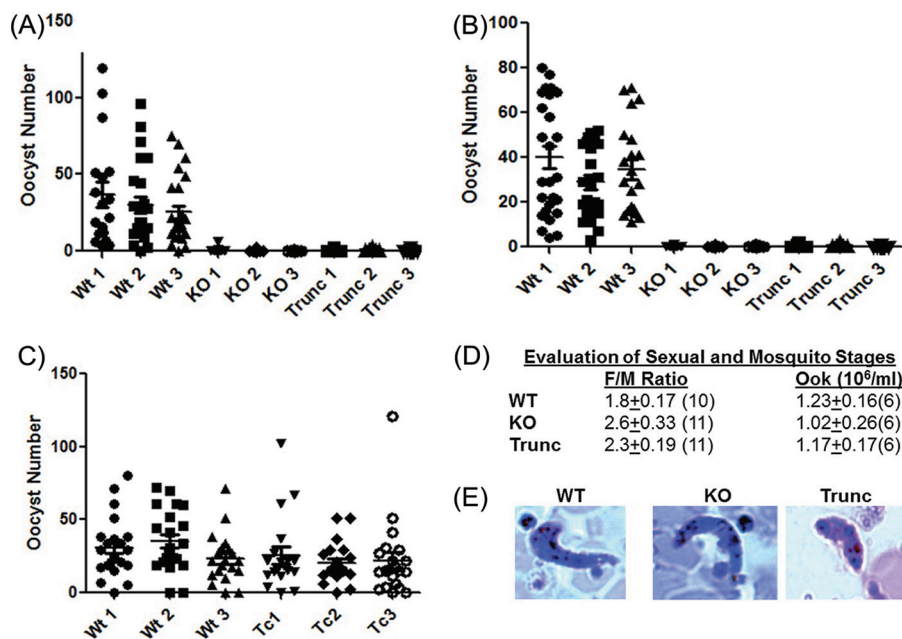 (A)
150
100
50
0
Oocyst Number
Wt 1
Wt 2
Wt 3
KO 1
KO 2
KO 3
Trunc 1
Trunc 2
Trunc 3
(B)
80
60
40
20
0
Oocyst Number
Wt 1
Wt 2
Wt 3
KO 1
KO 2
KO 3
Trunc 1
Trunc 2
Trunc 3
C)
150
100
50
0
Oocyst Number
Wt 1
Wt 2
Wt 3
Tc1
Tc2
Tc3
(D)
Evaluation of Sexual and Mosquito Stages
F/M Ratio Ook (10⁶/ml)
WT 1.8±0.17 (10) 1.23±0.16(6)
KO 2.6±0.33 (11) 1.02±0.26(6)
Trunc 2.3±0.19 (11) 1.17±0.17(6)
(E)
WT KO Trunc